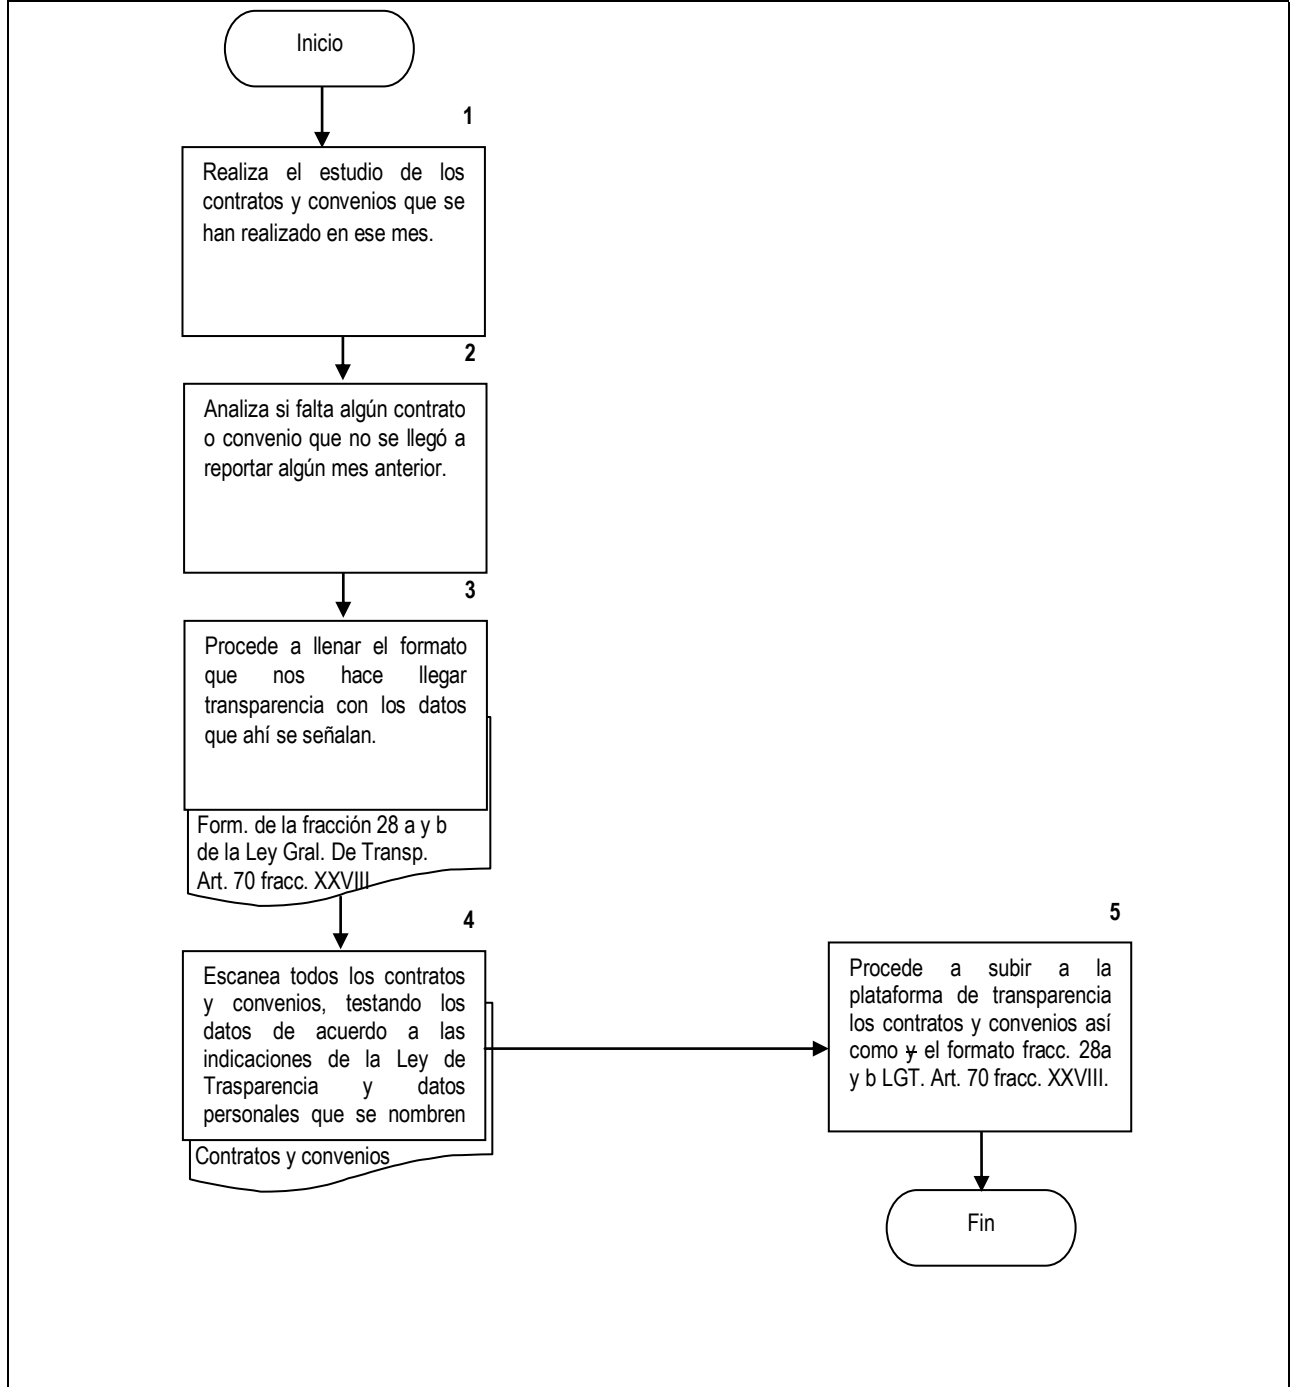 Inicio
1
Realiza el estudio de los
contratos y convenios que se
han realizado en ese mes.
2
Analiza si falta algún contrato
o convenio que no se llegó a
reportar algún mes anterior.
3
Procede a llenar el formato
que nos hace llegar
transparencia con los datos
que ahí se señalan.
Form. de la fracción 28 a y b
de la Ley Gral. De Transp.
Art. 70 fracc. XXVIII
4
Escanea todos los contratos
y convenios, testando los
datos de acuerdo a las
indicaciones de la Ley de
Trasparencia y datos
personales que se nombren
Contratos y convenios
5
Procede a subir a la
plataforma de transparencia
los contratos y convenios así
como y el formato fracc. 28a
y b LGT. Art. 70 fracc. XXVIII.
Fin